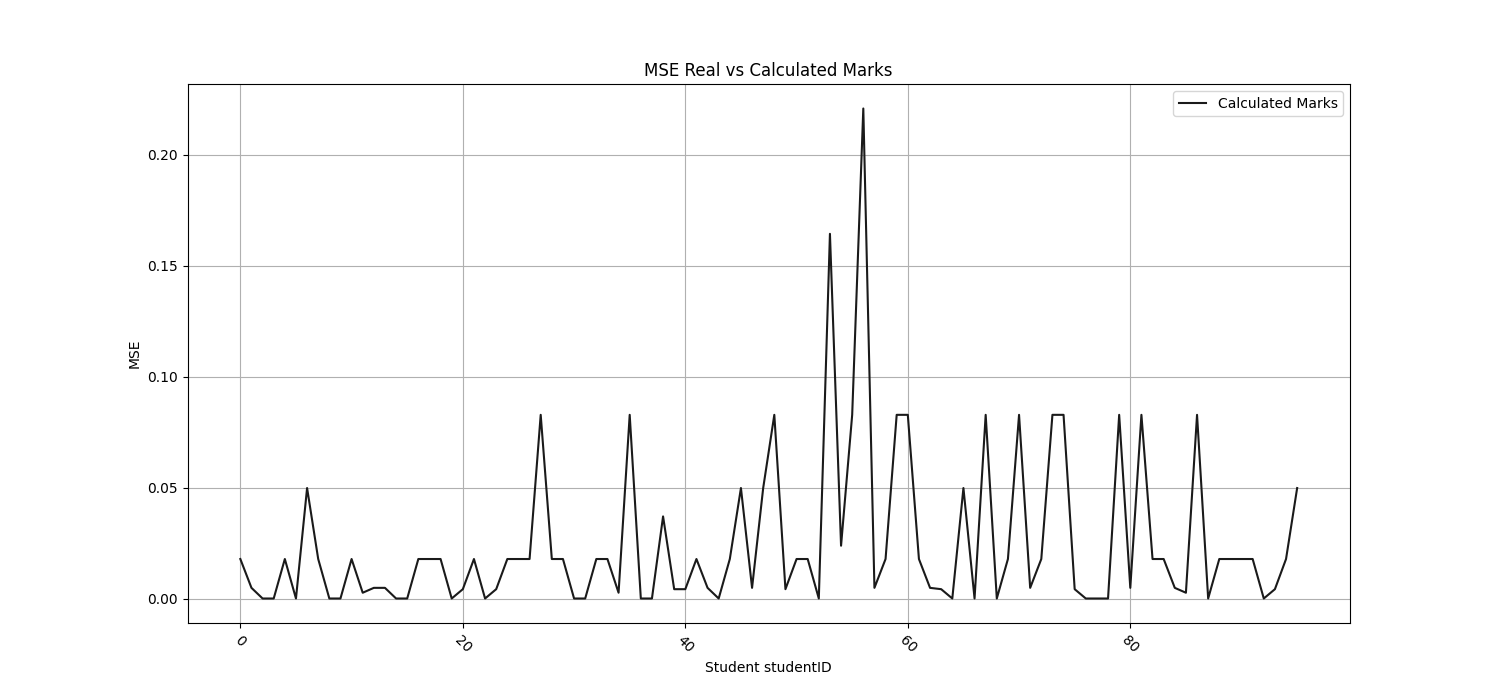 MSE Real vs Calculated Marks
Calculated Marks
0.20
0.15
0.10
0.05
0.00
MSE
0 20 40 60 80
Student studentID